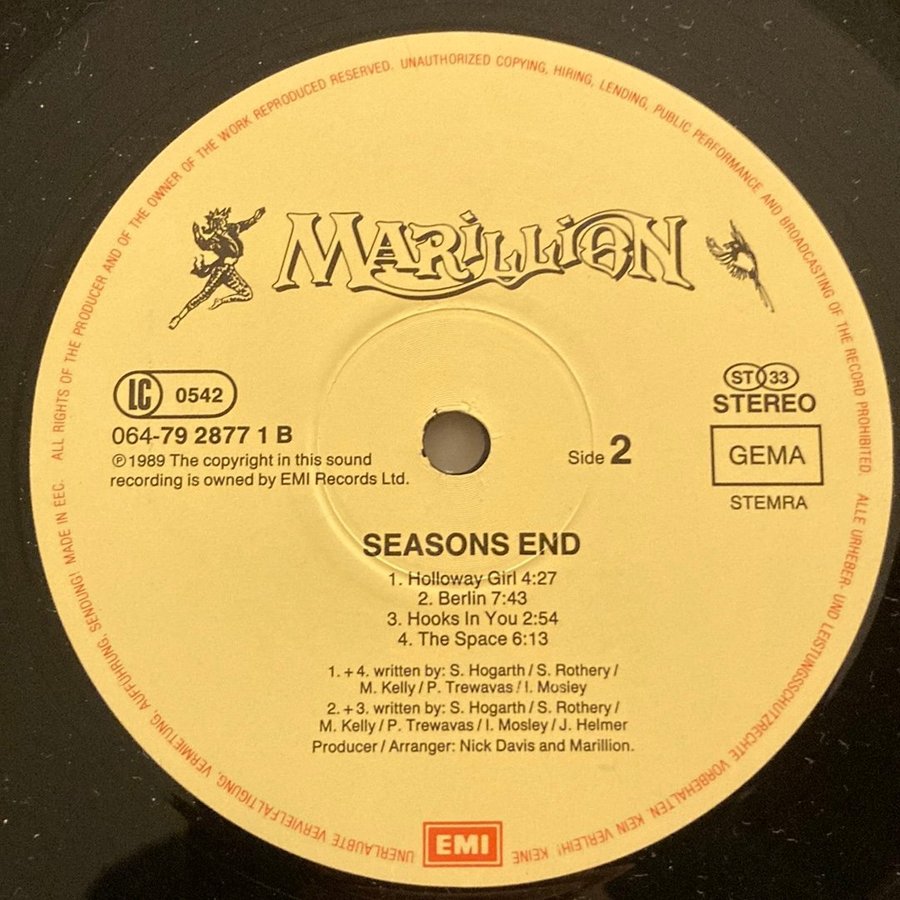 MARILLION
LC 0542
064-79 2877 1 B
℗1989 The copyright in this sound
recording is owned by EMI Records Ltd.
Side 2
ST 33
STEREO
GEMA
STEMRA
SEASONS END
1. Holloway Girl 4:27
2. Berlin 7:43
3. Hooks In You 2:54
4. The Space 6:13
1. + 4. written by: S. Hogarth / S. Rothery /
M. Kelly / P. Trewavas / I. Mosley
2. + 3. written by: S. Hogarth / S. Rothery /
M. Kelly / P. Trewavas / I. Mosley / J. Helmer
Producer / Arranger: Nick Davis and Marillion.
EMI
ALL RIGHTS OF THE PRODUCER AND OF THE OWNER OF THE WORK REPRODUCED RESERVED. UNAUTHORIZED COPYING, HIRING, LENDING, PUBLIC PERFORMANCE AND BROADCASTING OF THE RECORD PROHIBITED. ALLE URHEBER- UND LEISTUNGSSCHUTZRECHTE VORBEHALTEN. KEIN VERLEIH! KEINE UNERLAUBTE VERVIELFÄLTIGUNG, VERMIETUNG, AUFFÜHRUNG, SENDUNG! MADE IN EEC.